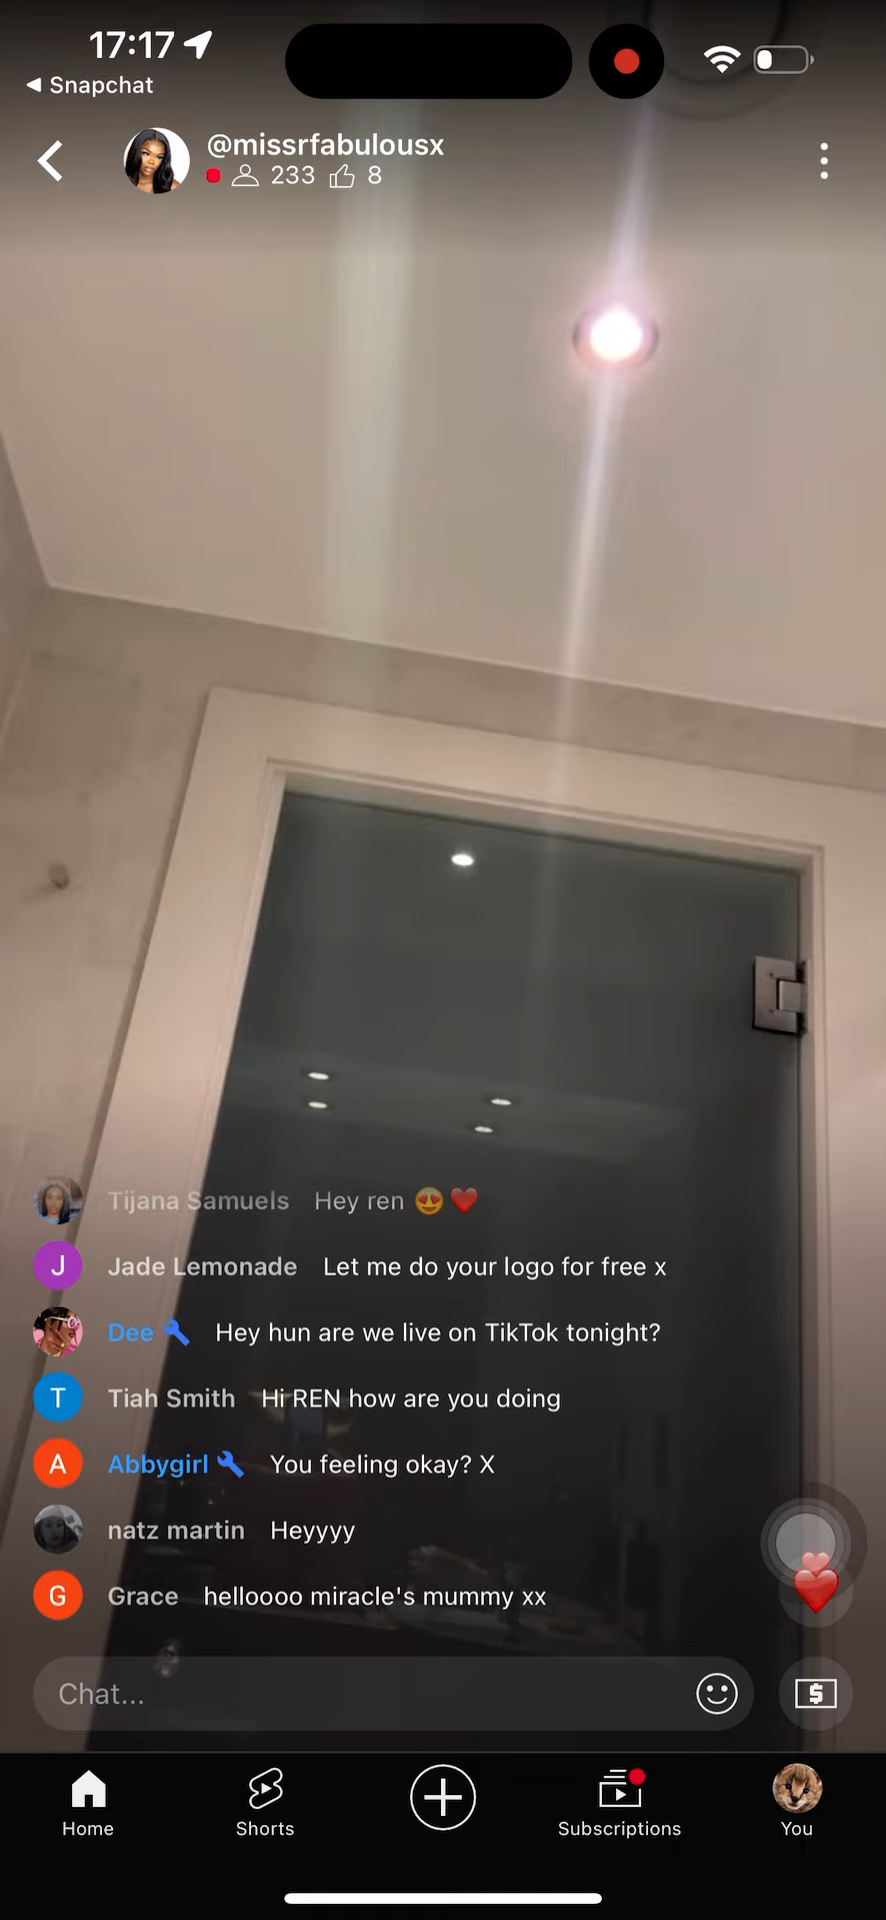 17:17
Snapchat
@missrfabulousx
233 8
Tijana Samuels Hey ren 😍❤️
J Jade Lemonade Let me do your logo for free x
Dee 🔧 Hey hun are we live on TikTok tonight?
T Tiah Smith Hi REN how are you doing
A Abbygirl 🔧 You feeling okay? X
natz martin Heyyyy
G Grace helloooo miracle's mummy xx
Chat...
$
Home Shorts Subscriptions You